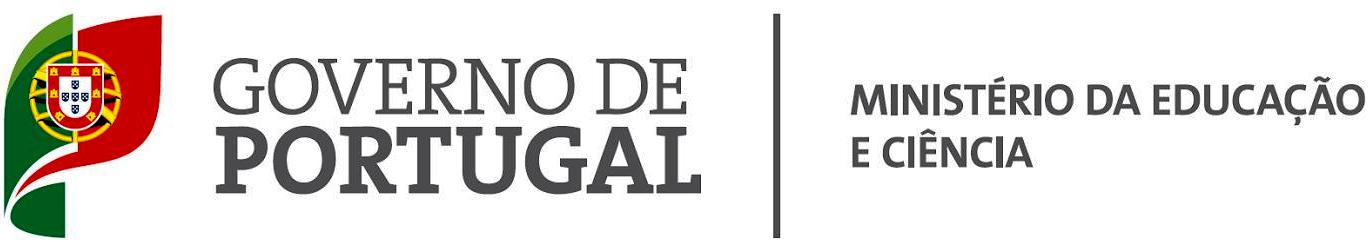 GOVERNO DE
PORTUGAL
MINISTÉRIO DA EDUCAÇÃO
E CIÊNCIA